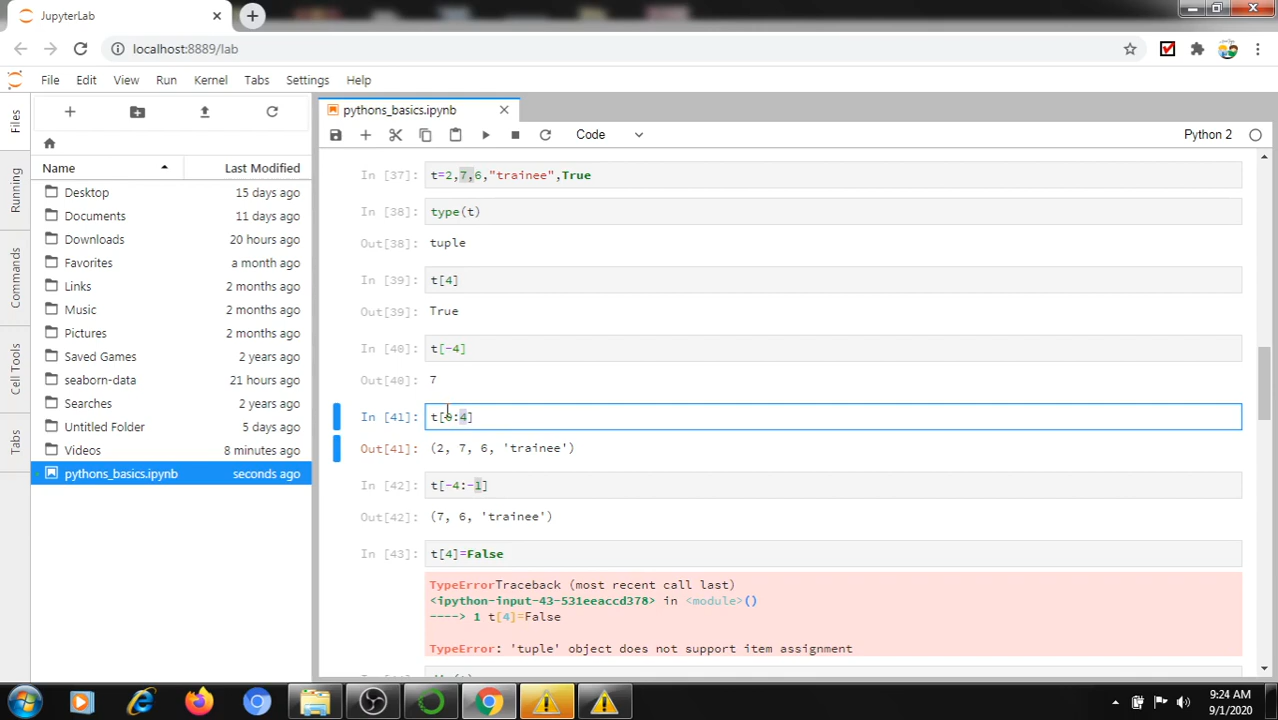 JupyterLab
localhost:8889/lab
File Edit View Run Kernel Tabs Settings Help
Files
Running
Commands
Cell Tools
Tabs
Name Last Modified
Desktop 15 days ago
Documents 11 days ago
Downloads 20 hours ago
Favorites a month ago
Links 2 months ago
Music 2 months ago
Pictures 2 months ago
Saved Games 2 years ago
seaborn-data 21 hours ago
Searches 2 years ago
Untitled Folder 5 days ago
Videos 8 minutes ago
pythons_basics.ipynb seconds ago
pythons_basics.ipynb
Code Python 2
In [37]: t=2,7,6,"trainee",True
In [38]: type(t)
Out[38]: tuple
In [39]: t[4]
Out[39]: True
In [40]: t[-4]
Out[40]: 7
In [41]: t[0:4]
Out[41]: (2, 7, 6, 'trainee')
In [42]: t[-4:-1]
Out[42]: (7, 6, 'trainee')
In [43]: t[4]=False
TypeErrorTraceback (most recent call last)
<ipython-input-43-531eeaccd378> in <module>()
----> 1 t[4]=False
TypeError: 'tuple' object does not support item assignment
9:24 AM
9/1/2020